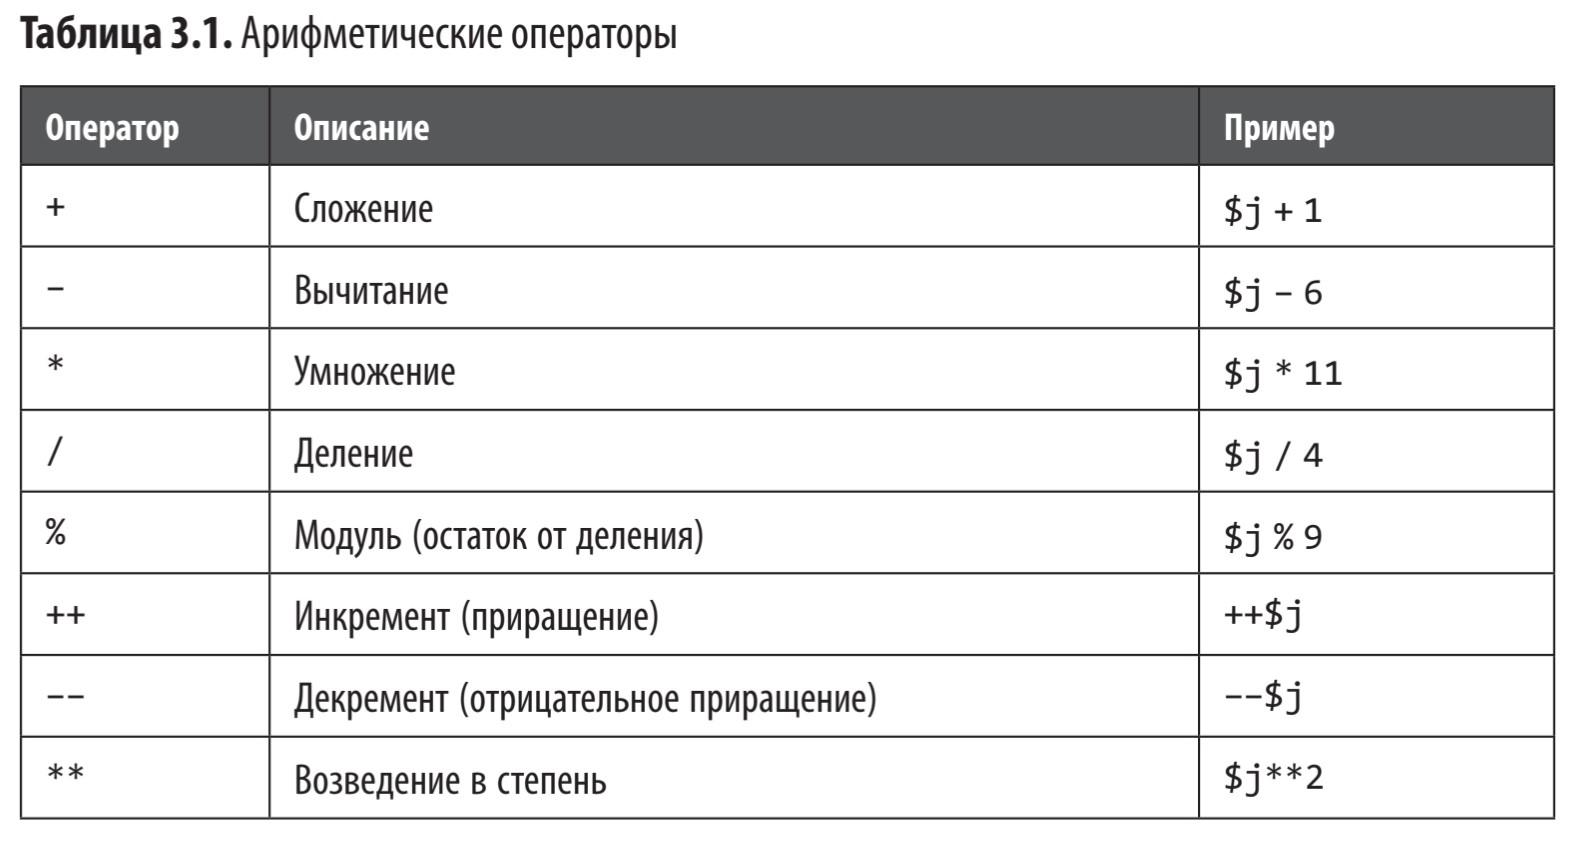 Таблица 3.1. Арифметические операторы
Оператор Описание Пример
+ Сложение $j + 1
– Вычитание $j – 6
* Умножение $j * 11
/ Деление $j / 4
% Модуль (остаток от деления) $j % 9
++ Инкремент (приращение) ++$j
–– Декремент (отрицательное приращение) ––$j
** Возведение в степень $j**2